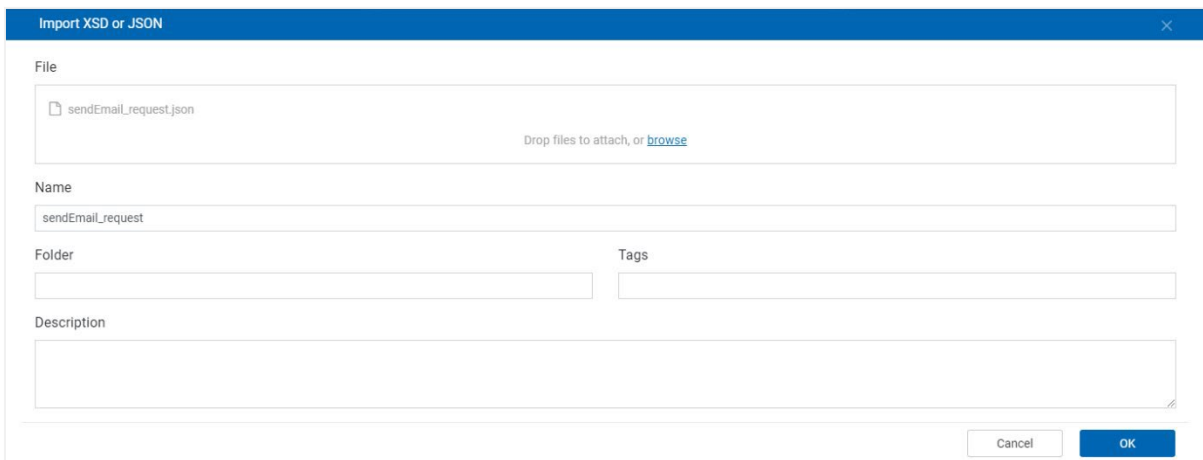 Import XSD or JSON
File
sendEmail_request.json
Drop files to attach, or browse
Name
sendEmail_request
Folder
Tags
Description
Cancel
OK